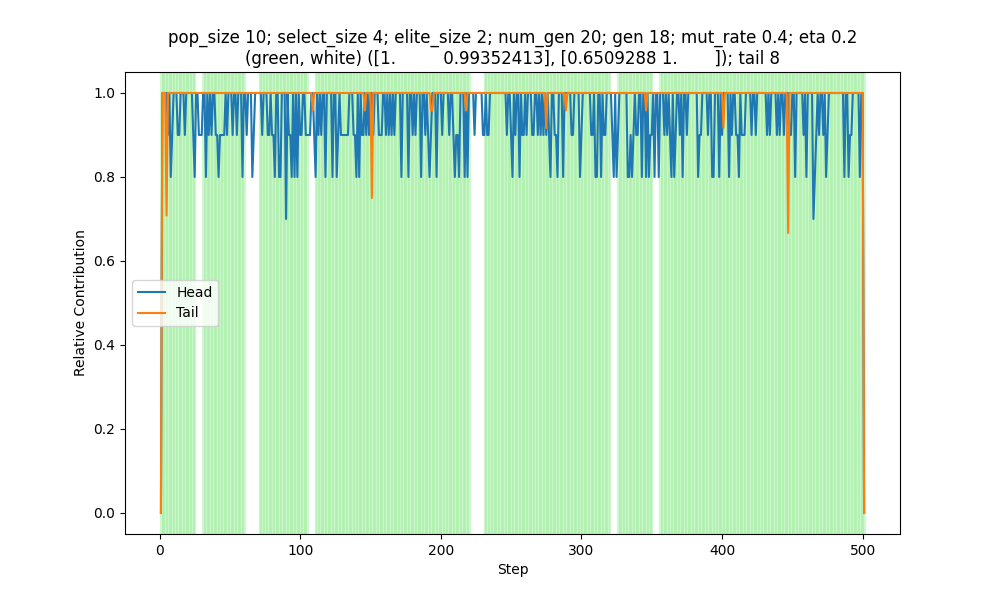 pop_size 10; select_size 4; elite_size 2; num_gen 20; gen 18; mut_rate 0.4; eta 0.2
(green, white) ([1.          0.99352413], [0.6509288 1.        ]); tail 8
1.0
0.8
0.6
0.4
0.2
0.0
Relative Contribution
Head
Tail
0
100
200
300
400
500
Step